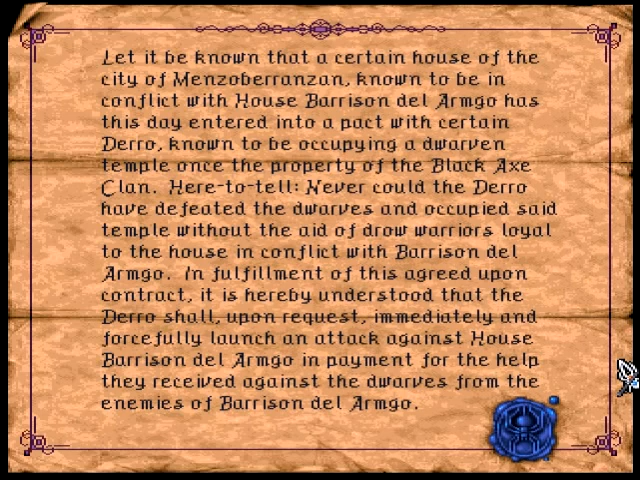 Let it be known that a certain house of the
city of Menzoberranzan, known to be in
conflict with House Barrison del Armgo has
this day entered into a pact with certain
Derro, known to be occupying a dwarven
temple once the property of the Black Axe
Clan. Here-to-tell: Never could the Derro
have defeated the dwarves and occupied said
temple without the aid of drow warriors loyal
to the house in conflict with Barrison del
Armgo. In fulfillment of this agreed upon
contract, it is hereby understood that the
Derro shall, upon request, immediately and
forcefully launch an attack against House
Barrison del Armgo in payment for the help
they received against the dwarves from the
enemies of Barrison del Armgo.